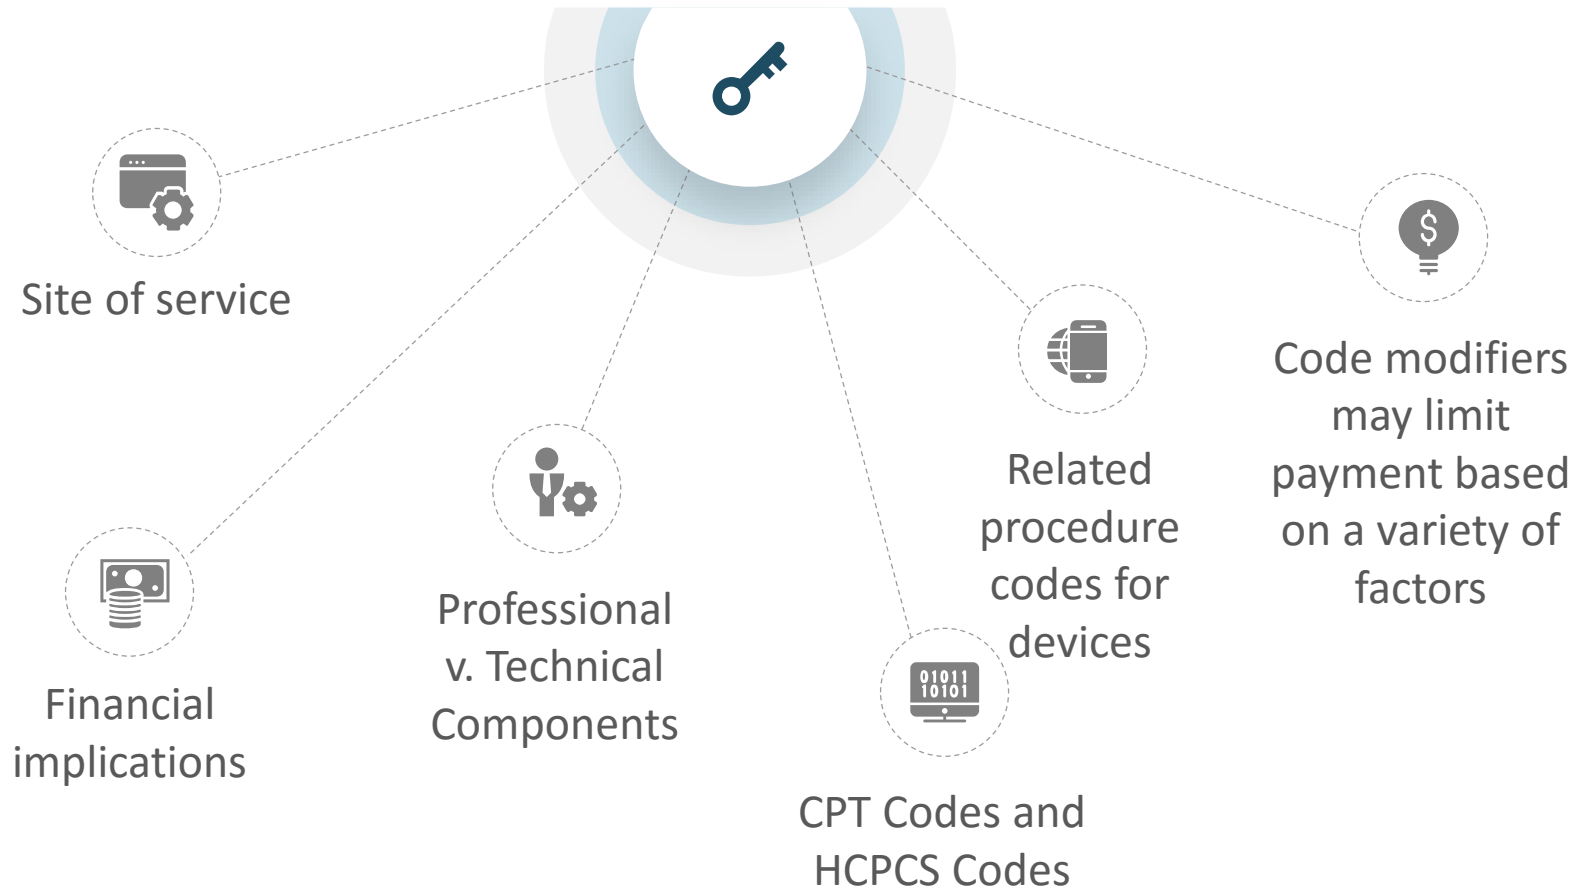 Site of service
Financial
implications
Professional
v. Technical
Components
01011
10101
CPT Codes and
HCPCS Codes
Related
procedure
codes for
devices
$
Code modifiers
may limit
payment based
on a variety of
factors